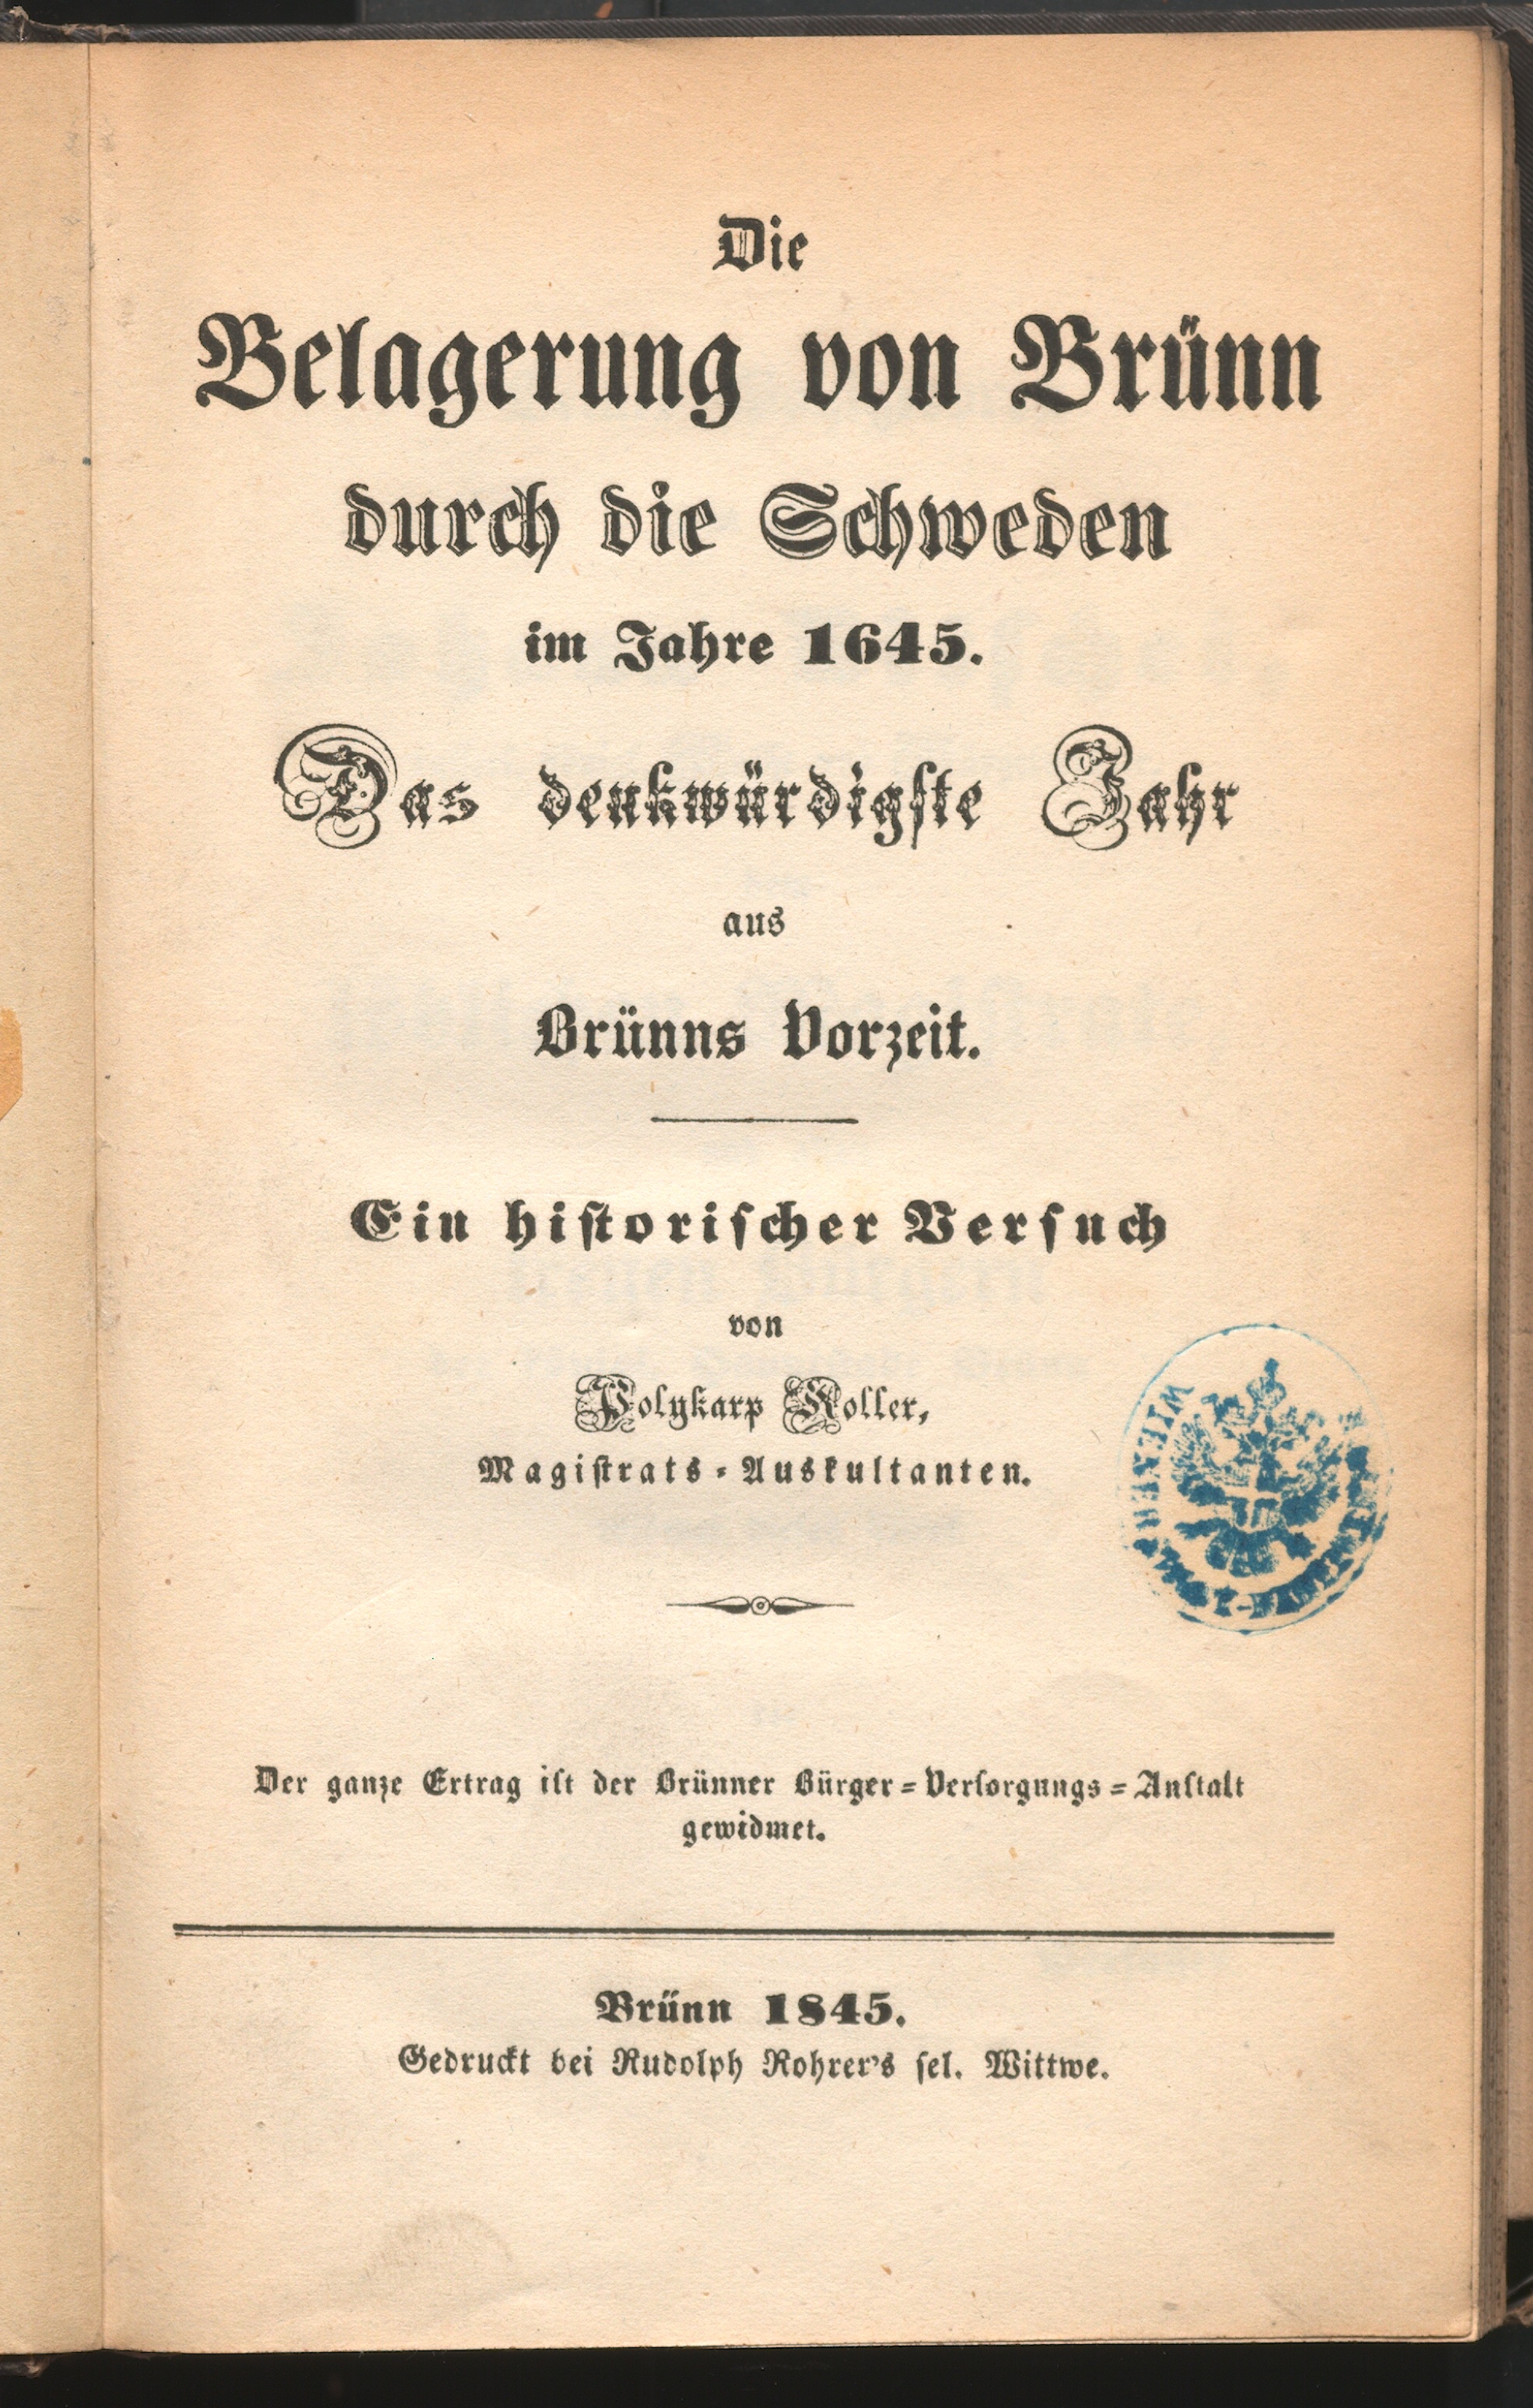 Die
Belagerung von Brünn
durch die Schweden
im Jahre 1645.
Das denkwürdigſte Jahr
aus
Brünns Vorzeit.
Ein hiſtoriſcher Verſuch
von
Polykarp Koller,
Magiſtrats-Auskultanten.
Der ganze Ertrag iſt der Brünner Bürger-Verſorgungs-Anſtalt
gewidmet.
Brünn 1845.
Gedruckt bei Rudolph Rohrer's ſel. Wittwe.